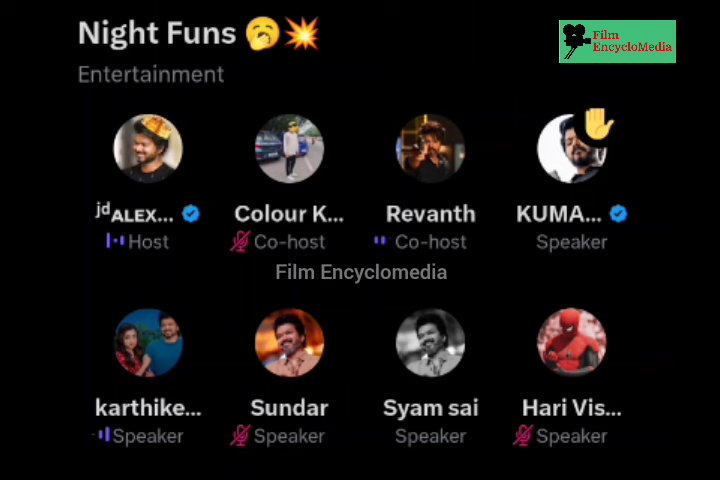 Night Funs 🥱💥
Film
EncycloMedia
Entertainment
jdALEX... Colour K... Revanth KUMA...
Host Co-host Co-host Speaker
Film Encyclomedia
karthike... Sundar Syam sai Hari Vis...
Speaker Speaker Speaker Speaker